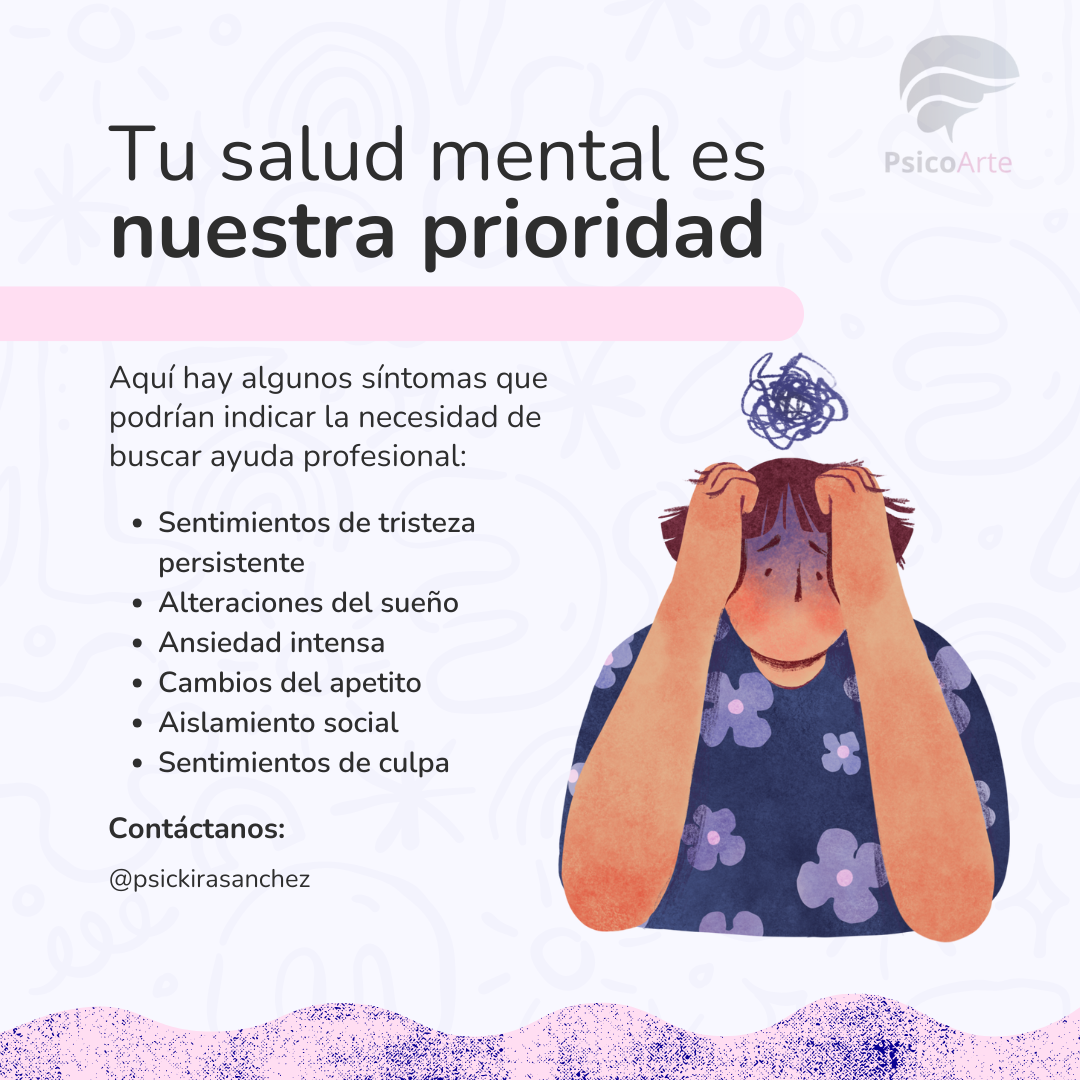 PsicoArte
Tu salud mental es
nuestra prioridad
Aquí hay algunos síntomas que
podrían indicar la necesidad de
buscar ayuda profesional:
• Sentimientos de tristeza
persistente
• Alteraciones del sueño
• Ansiedad intensa
• Cambios del apetito
• Aislamiento social
• Sentimientos de culpa
Contáctanos:
@psickirasanchez